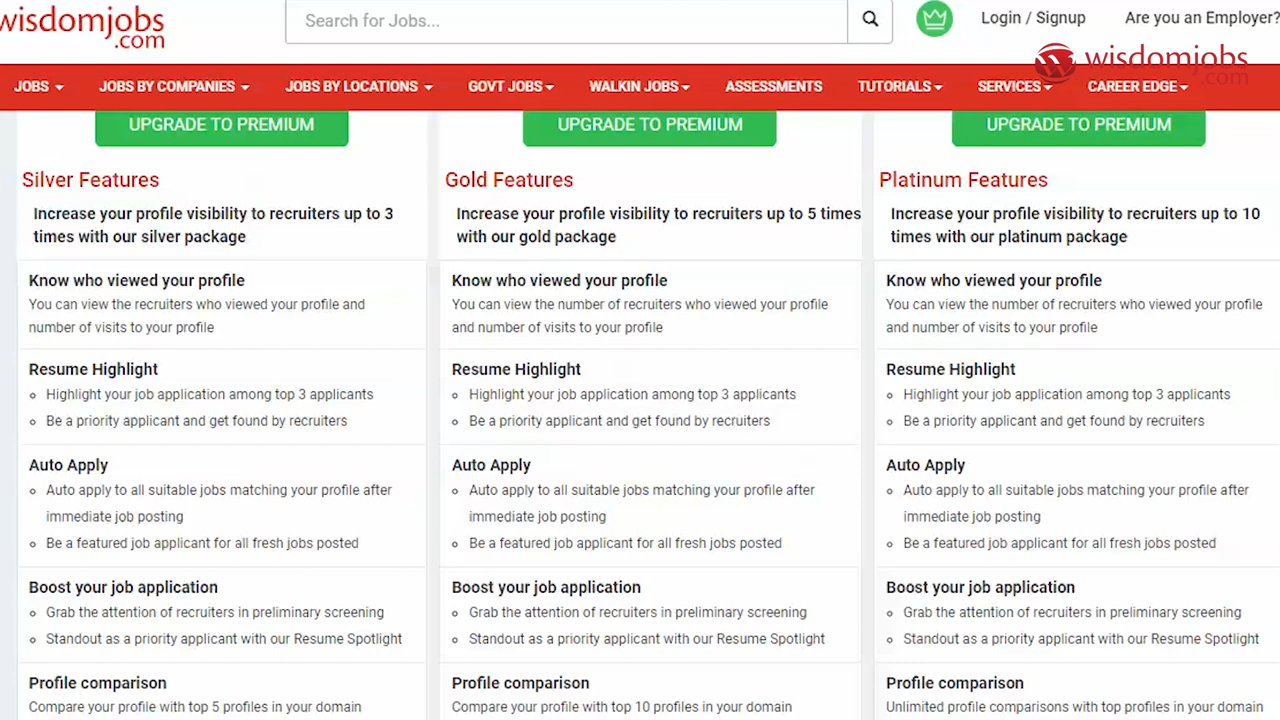 wisdomjobs
.com
Search for Jobs...
Login / Signup
Are you an Employer?
wisdomjobs
.com
JOBS
JOBS BY COMPANIES
JOBS BY LOCATIONS
GOVT JOBS
WALKIN JOBS
ASSESSMENTS
TUTORIALS
SERVICES
CAREER EDGE
UPGRADE TO PREMIUM
Silver Features
Increase your profile visibility to recruiters up to 3
times with our silver package
Know who viewed your profile
You can view the recruiters who viewed your profile and
number of visits to your profile
Resume Highlight
Highlight your job application among top 3 applicants
Be a priority applicant and get found by recruiters
Auto Apply
Auto apply to all suitable jobs matching your profile after
immediate job posting
Be a featured job applicant for all fresh jobs posted
Boost your job application
Grab the attention of recruiters in preliminary screening
Standout as a priority applicant with our Resume Spotlight
Profile comparison
Compare your profile with top 5 profiles in your domain
UPGRADE TO PREMIUM
Gold Features
Increase your profile visibility to recruiters up to 5 times
with our gold package
Know who viewed your profile
You can view the number of recruiters who viewed your profile
and number of visits to your profile
Resume Highlight
Highlight your job application among top 3 applicants
Be a priority applicant and get found by recruiters
Auto Apply
Auto apply to all suitable jobs matching your profile after
immediate job posting
Be a featured job applicant for all fresh jobs posted
Boost your job application
Grab the attention of recruiters in preliminary screening
Standout as a priority applicant with our Resume Spotlight
Profile comparison
Compare your profile with top 10 profiles in your domain
UPGRADE TO PREMIUM
Platinum Features
Increase your profile visibility to recruiters up to 10
times with our platinum package
Know who viewed your profile
You can view the number of recruiters who viewed your profile
and number of visits to your profile
Resume Highlight
Highlight your job application among top 3 applicants
Be a priority applicant and get found by recruiters
Auto Apply
Auto apply to all suitable jobs matching your profile after
immediate job posting
Be a featured job applicant for all fresh jobs posted
Boost your job application
Grab the attention of recruiters in preliminary screening
Standout as a priority applicant with our Resume Spotlight
Profile comparison
Unlimited profile comparisons with top profiles in your domain